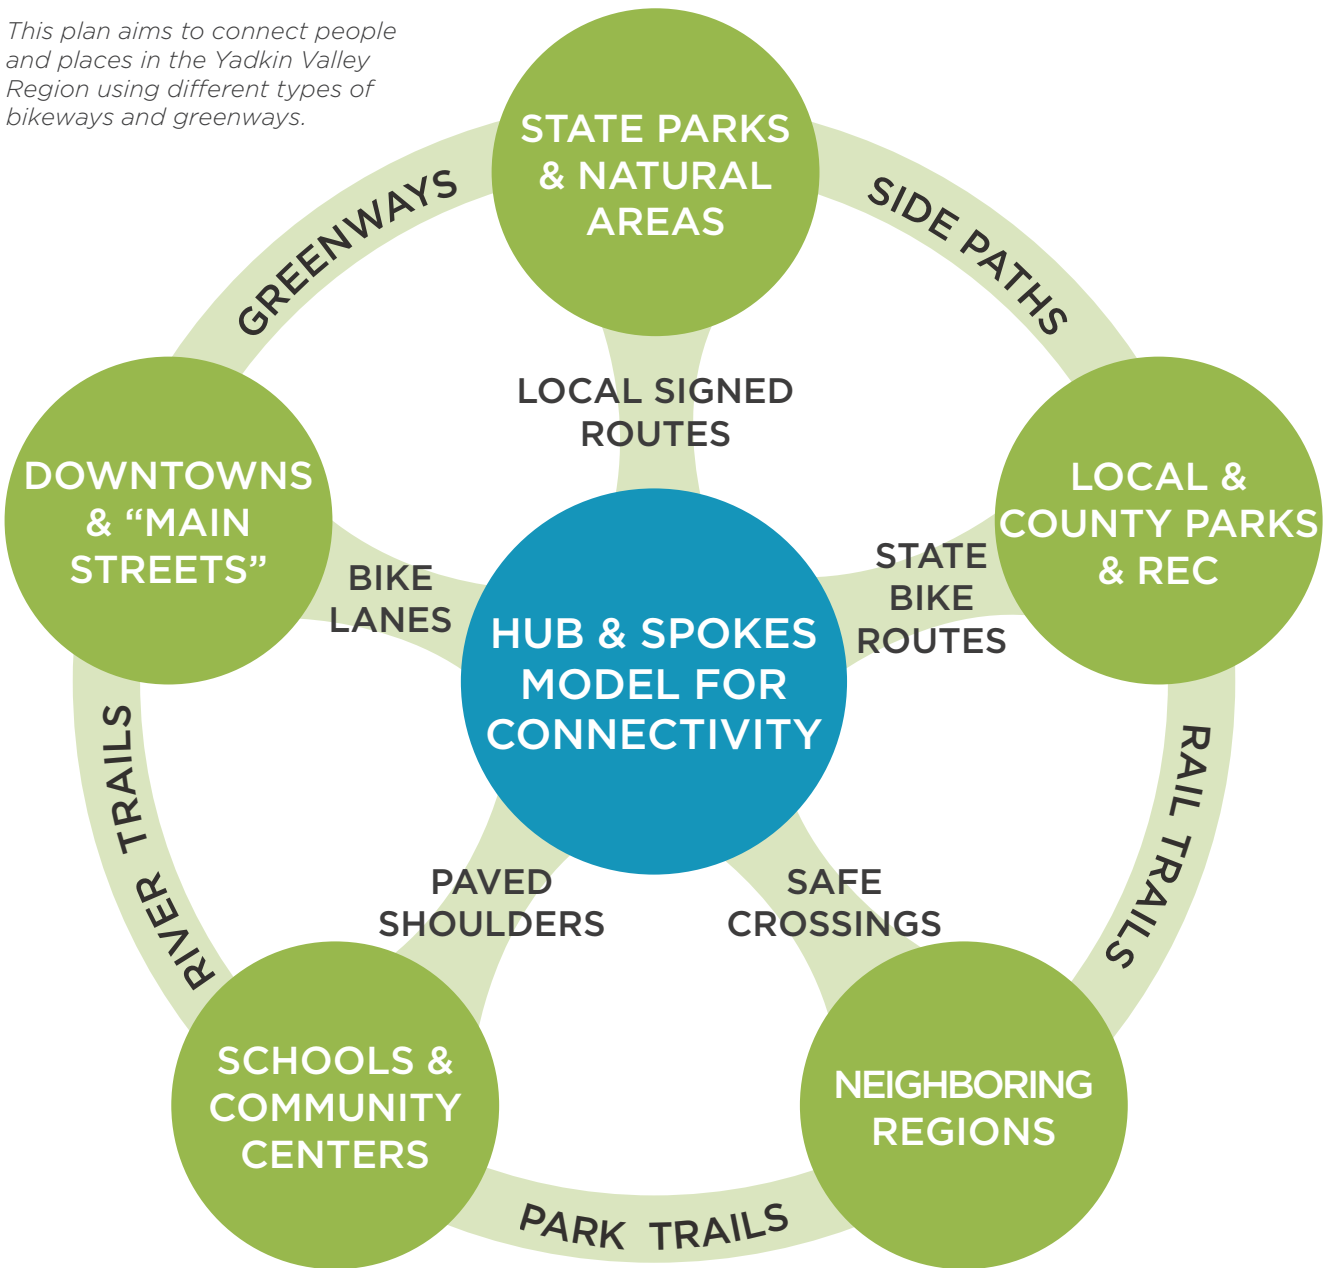 This plan aims to connect people
and places in the Yadkin Valley
Region using different types of
bikeways and greenways.
STATE PARKS
& NATURAL
AREAS
GREENWAYS
SIDE PATHS
LOCAL SIGNED
ROUTES
DOWNTOWNS
& “MAIN
STREETS”
LOCAL &
COUNTY PARKS
& REC
BIKE
LANES
STATE
BIKE
ROUTES
HUB & SPOKES
MODEL FOR
CONNECTIVITY
RIVER TRAILS
RAIL TRAILS
PAVED
SHOULDERS
SAFE
CROSSINGS
SCHOOLS &
COMMUNITY
CENTERS
NEIGHBORING
REGIONS
PARK TRAILS